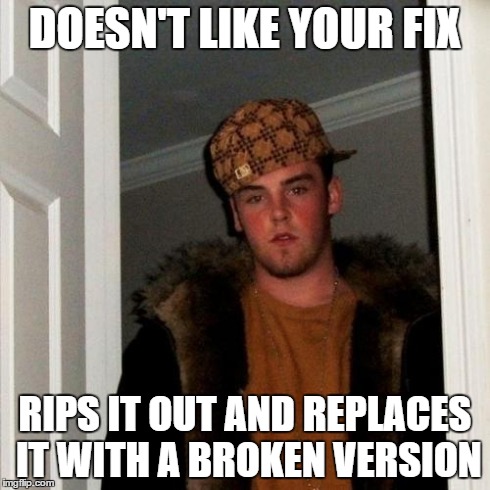 DOESN'T LIKE YOUR FIX
RIPS IT OUT AND REPLACES
IT WITH A BROKEN VERSION
imgflip.com